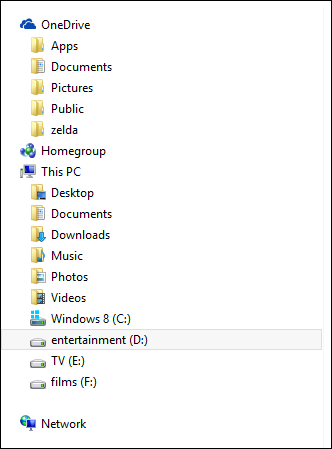 OneDrive
Apps
Documents
Pictures
Public
zelda
Homegroup
This PC
Desktop
Documents
Downloads
Music
Photos
Videos
Windows 8 (C:)
entertainment (D:)
TV (E:)
films (F:)
Network